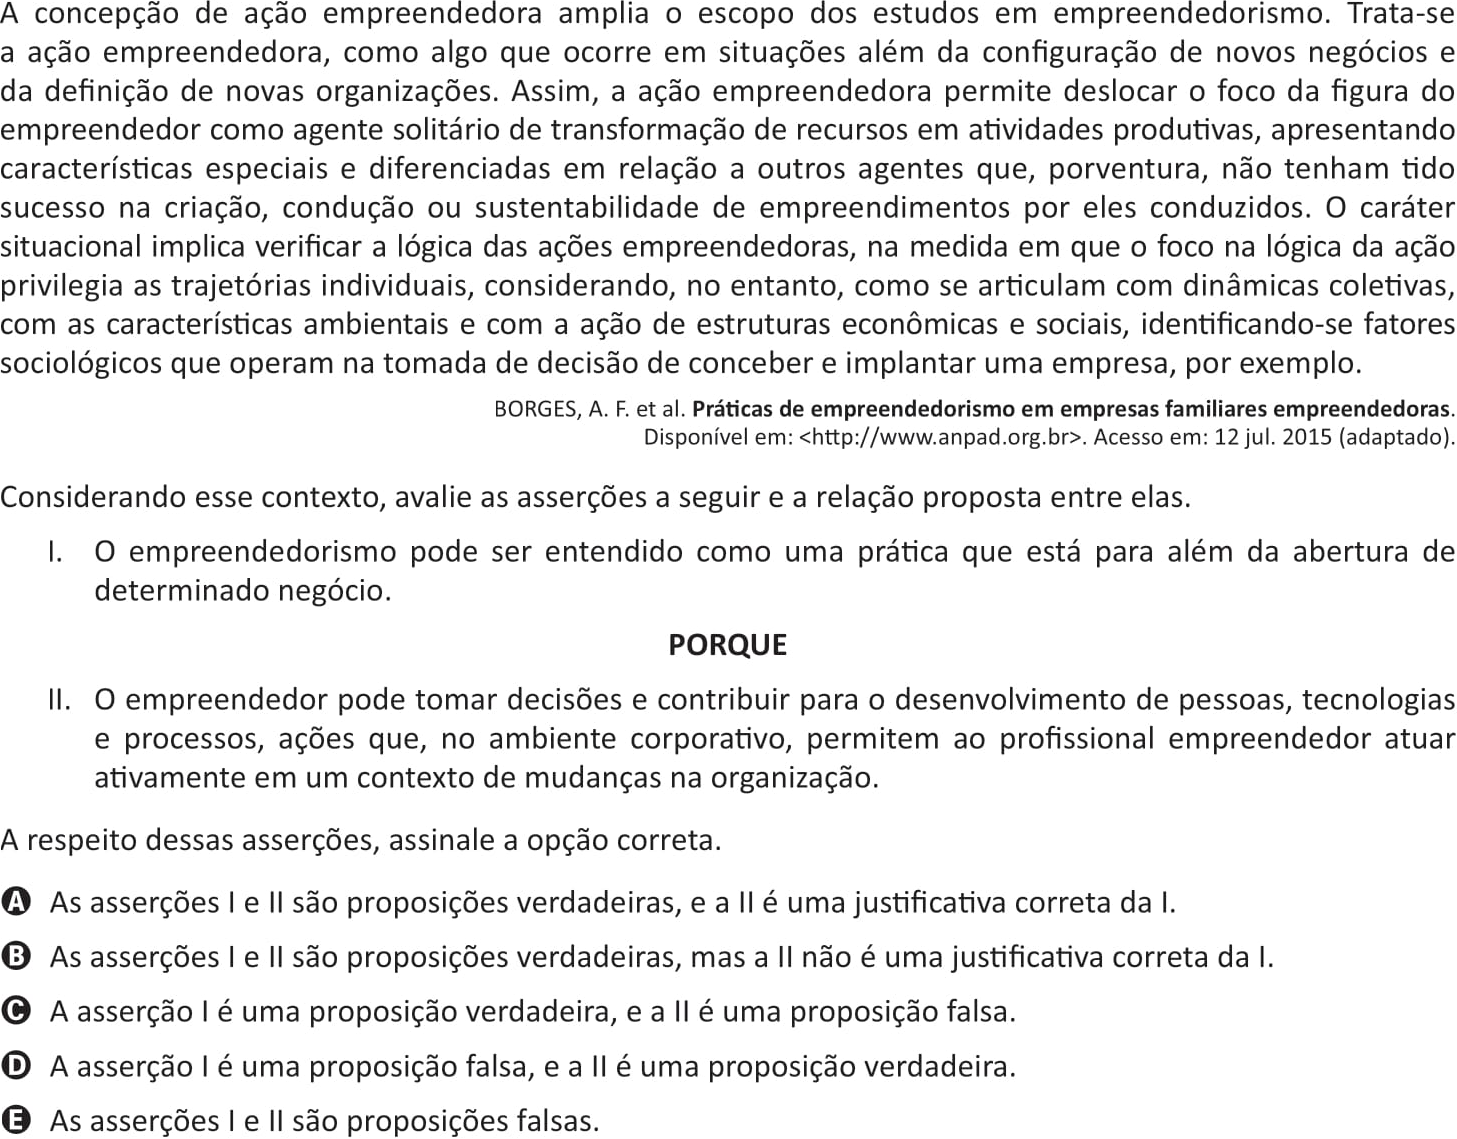 A concepção de ação empreendedora amplia o escopo dos estudos em empreendedorismo. Trata-se
a ação empreendedora, como algo que ocorre em situações além da configuração de novos negócios e
da definição de novas organizações. Assim, a ação empreendedora permite deslocar o foco da figura do
empreendedor como agente solitário de transformação de recursos em atividades produtivas, apresentando
características especiais e diferenciadas em relação a outros agentes que, porventura, não tenham tido
sucesso na criação, condução ou sustentabilidade de empreendimentos por eles conduzidos. O caráter
situacional implica verificar a lógica das ações empreendedoras, na medida em que o foco na lógica da ação
privilegia as trajetórias individuais, considerando, no entanto, como se articulam com dinâmicas coletivas,
com as características ambientais e com a ação de estruturas econômicas e sociais, identificando-se fatores
sociológicos que operam na tomada de decisão de conceber e implantar uma empresa, por exemplo.
BORGES, A. F. et al. Práticas de empreendedorismo em empresas familiares empreendedoras.
Disponível em: <http://www.anpad.org.br>. Acesso em: 12 jul. 2015 (adaptado).
Considerando esse contexto, avalie as asserções a seguir e a relação proposta entre elas.
I. O empreendedorismo pode ser entendido como uma prática que está para além da abertura de
determinado negócio.
PORQUE
II. O empreendedor pode tomar decisões e contribuir para o desenvolvimento de pessoas, tecnologias
e processos, ações que, no ambiente corporativo, permitem ao profissional empreendedor atuar
ativamente em um contexto de mudanças na organização.
A respeito dessas asserções, assinale a opção correta.
A As asserções I e II são proposições verdadeiras, e a II é uma justificativa correta da I.
B As asserções I e II são proposições verdadeiras, mas a II não é uma justificativa correta da I.
C A asserção I é uma proposição verdadeira, e a II é uma proposição falsa.
D A asserção I é uma proposição falsa, e a II é uma proposição verdadeira.
E As asserções I e II são proposições falsas.